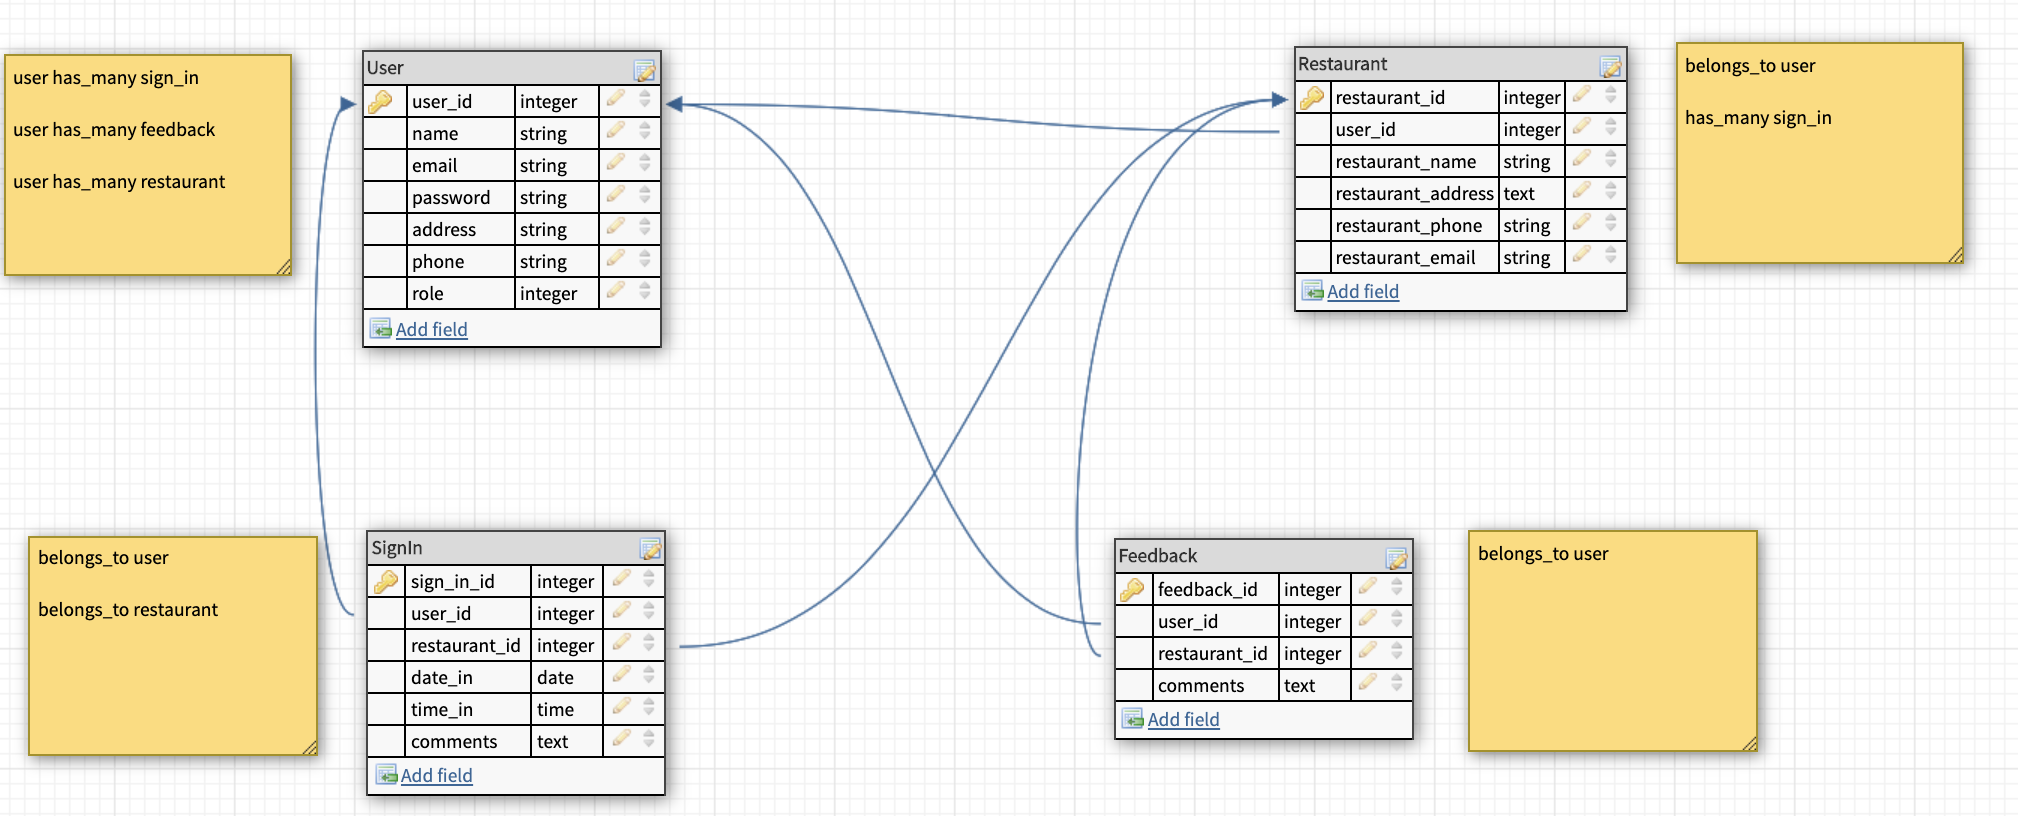 user has_many sign_in
user has_many feedback
user has_many restaurant
User
user_id integer
name string
email string
password string
address string
phone string
role integer
Add field
Restaurant
restaurant_id integer
user_id integer
restaurant_name string
restaurant_address text
restaurant_phone string
restaurant_email string
Add field
belongs_to user
has_many sign_in
belongs_to user
belongs_to restaurant
SignIn
sign_in_id integer
user_id integer
restaurant_id integer
date_in date
time_in time
comments text
Add field
Feedback
feedback_id integer
user_id integer
restaurant_id integer
comments text
Add field
belongs_to user